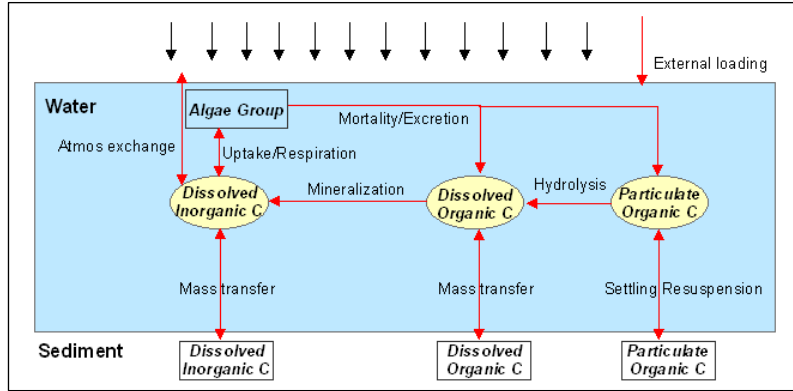 External loading
Water
Algae Group
Mortality/Excretion
Atmos exchange
Uptake/Respiration
Dissolved
Inorganic C
Mineralization
Dissolved
Organic C
Hydrolysis
Particulate
Organic C
Mass transfer
Mass transfer
Settling Resuspension
Sediment
Dissolved
Inorganic C
Dissolved
Organic C
Particulate
Organic C